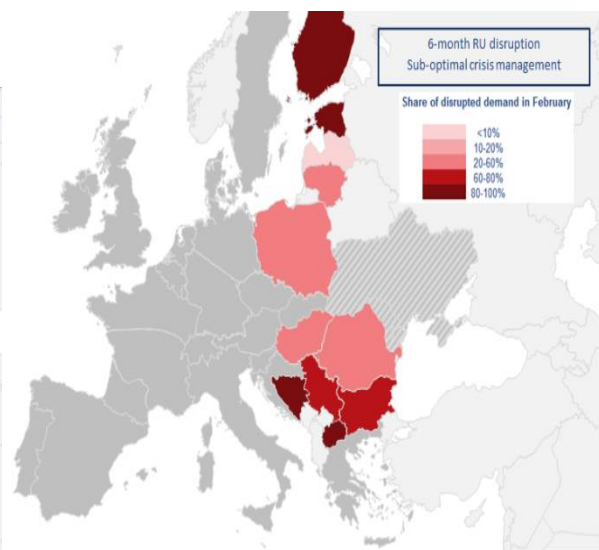 6-month RU disruption
Sub-optimal crisis management
Share of disrupted demand in February
<10%
10-20%
20-60%
60-80%
80-100%